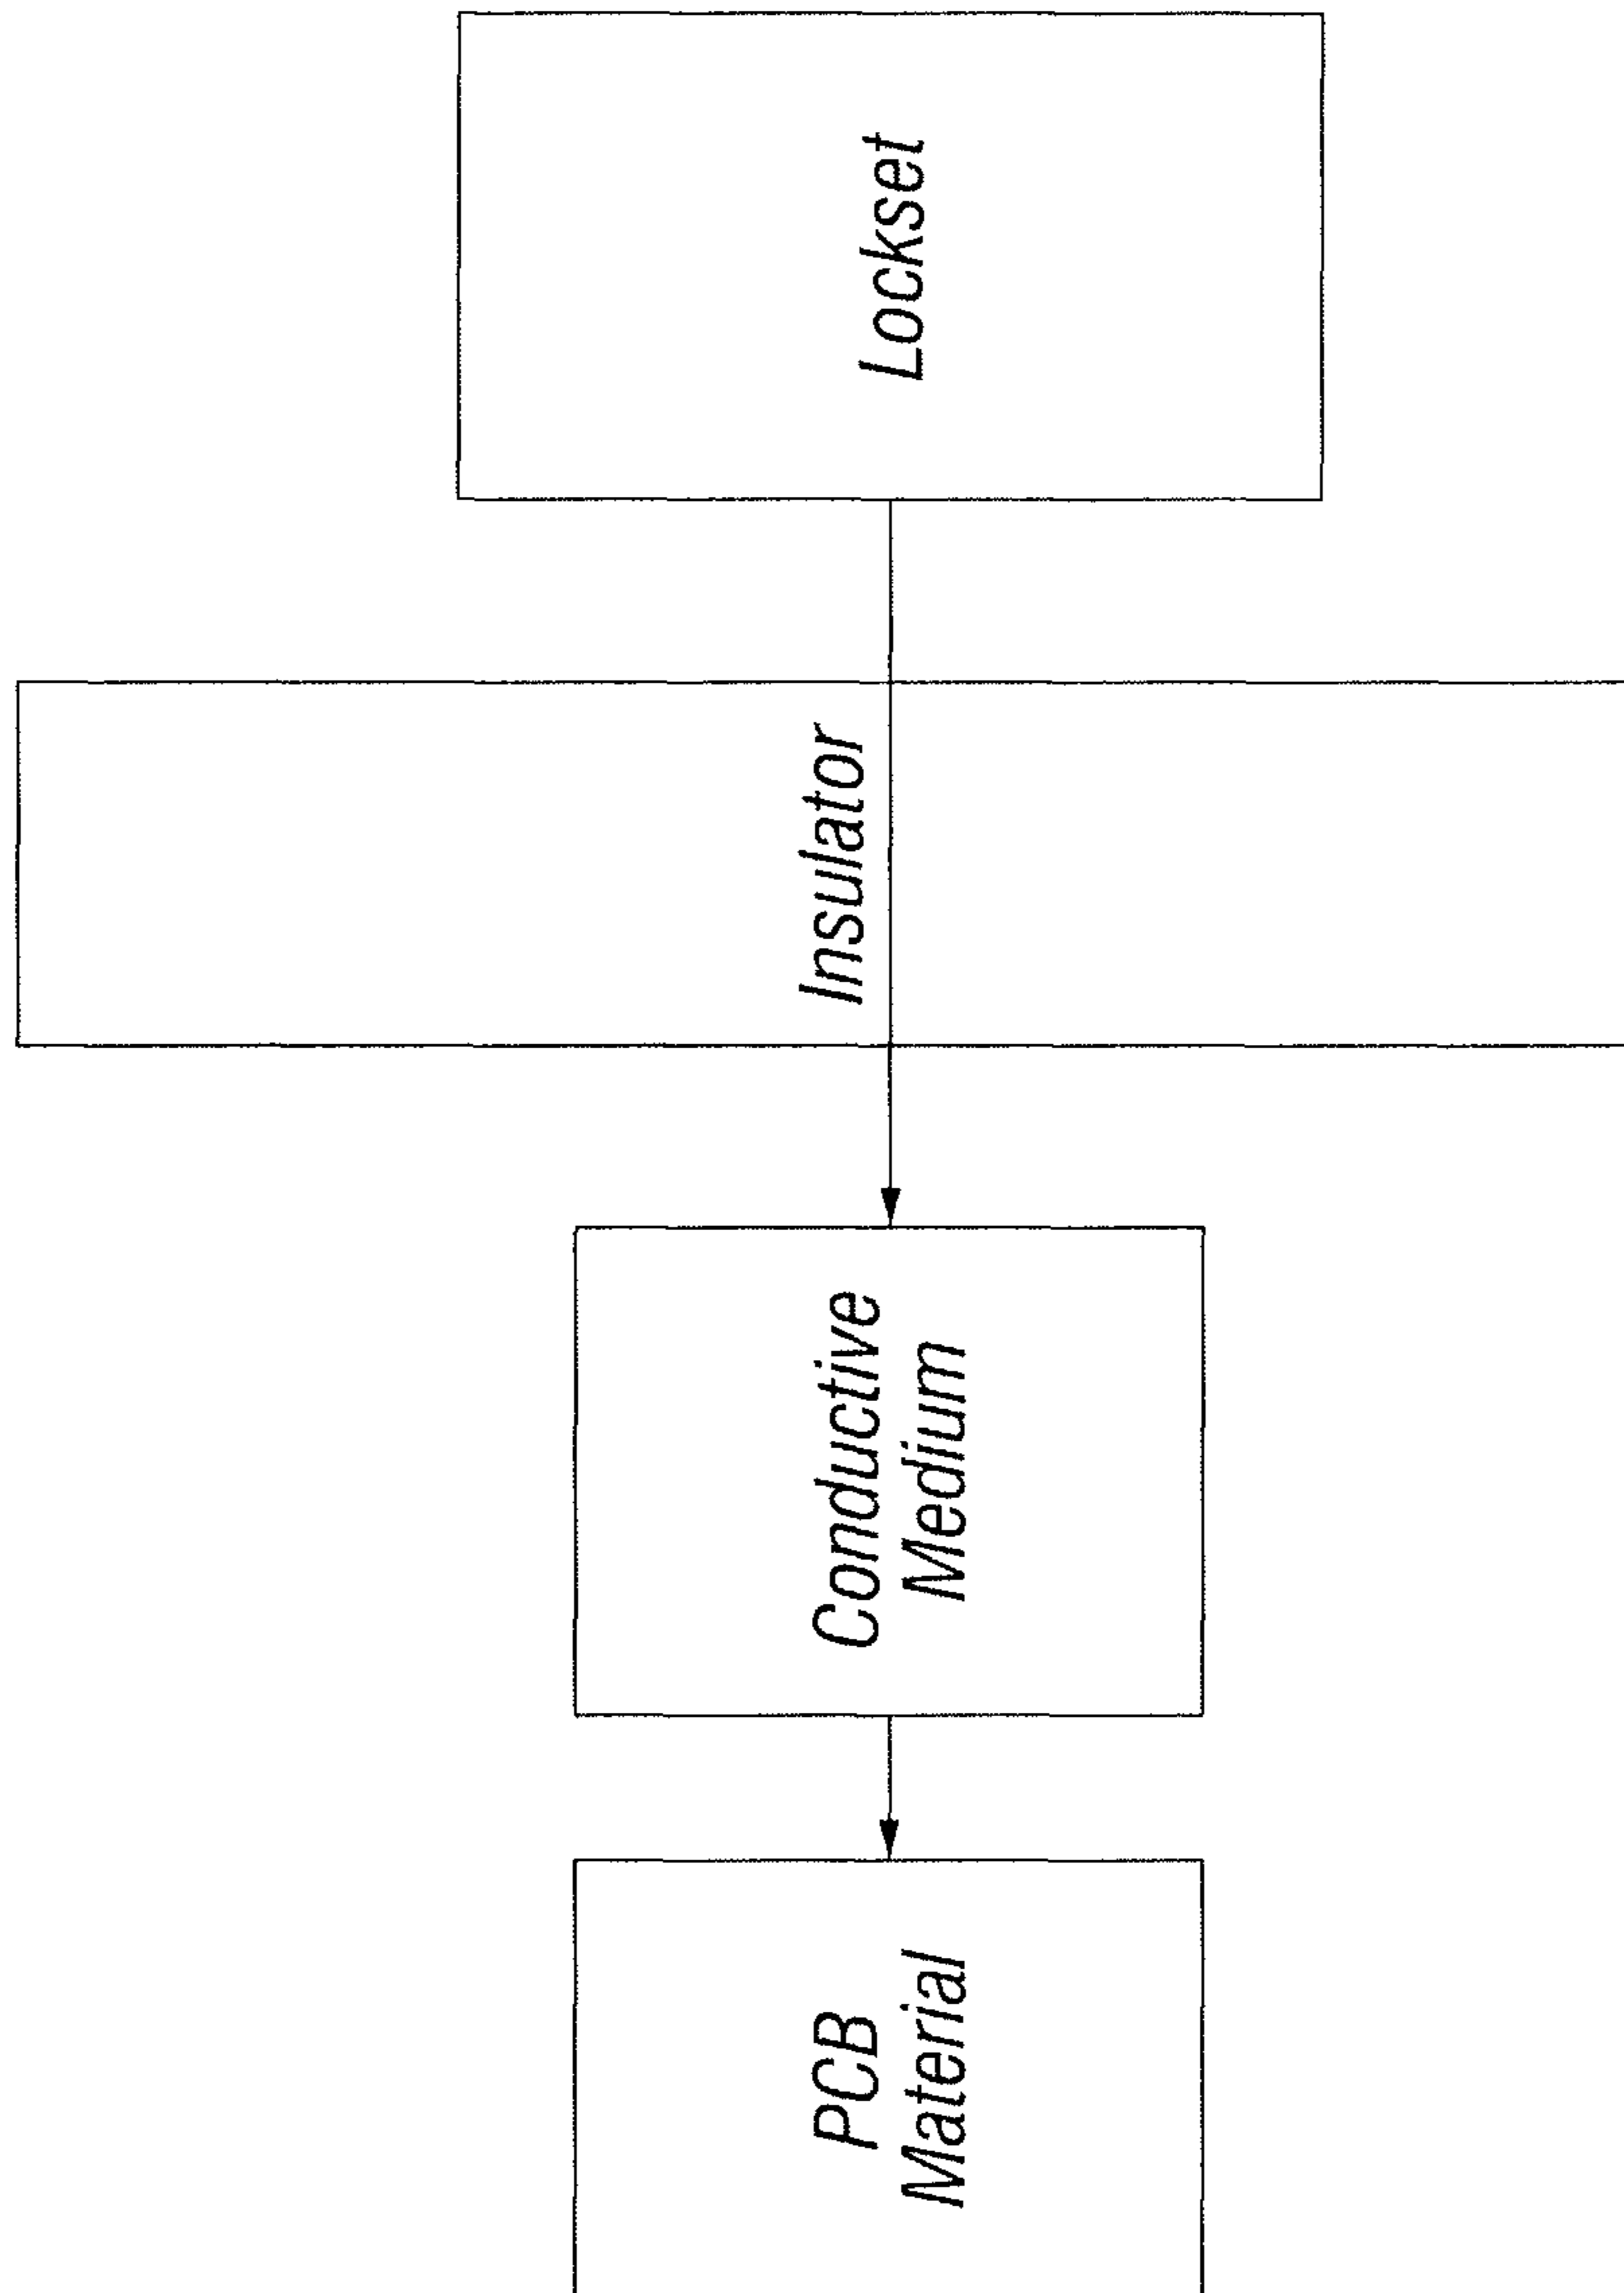 Lockset
Insulator
Conductive
Medium
PCB
Material